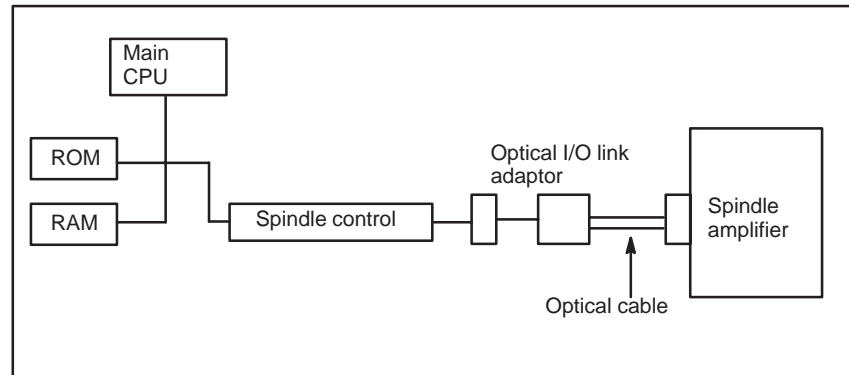 Main
CPU
ROM
RAM
Spindle control
Optical I/O link
adaptor
Optical cable
Spindle
amplifier